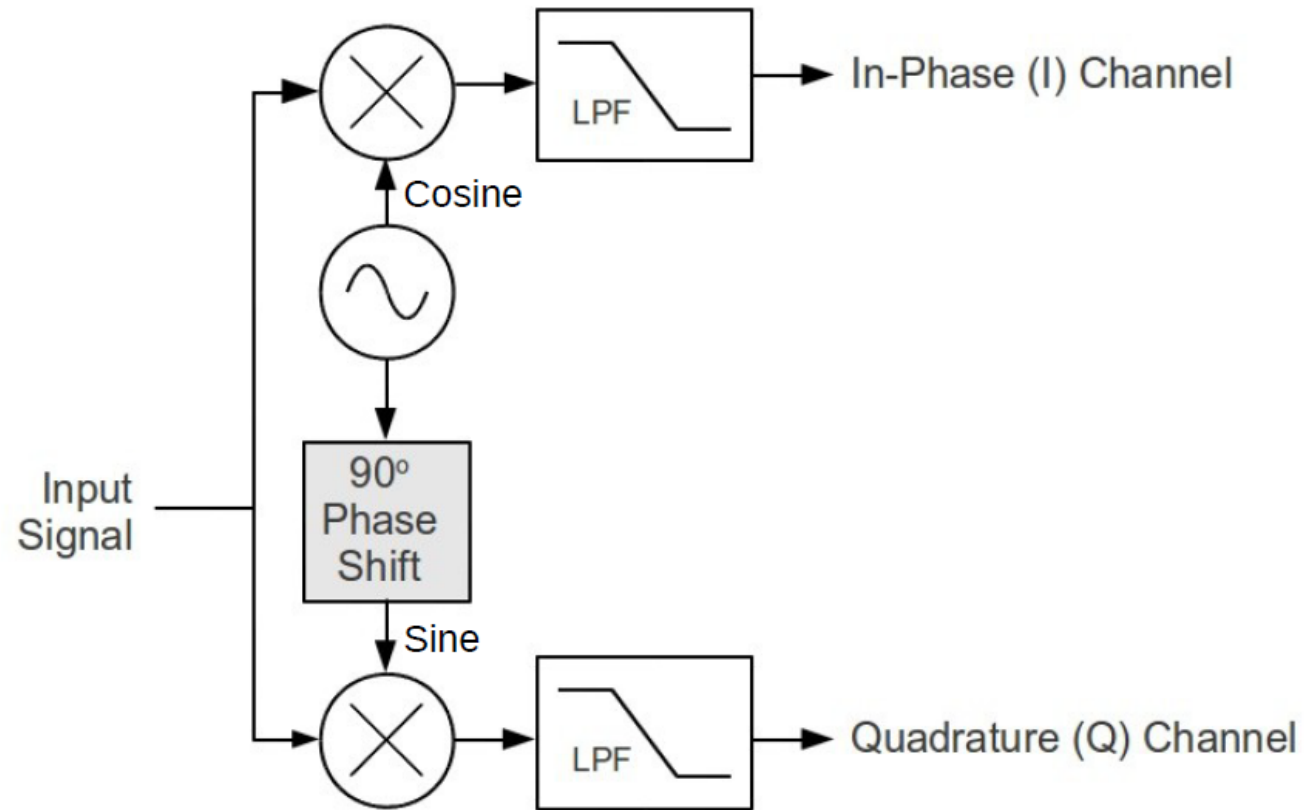 In-Phase (I) Channel
LPF
Cosine
90º
Phase
Shift
Input
Signal
Sine
LPF
Quadrature (Q) Channel